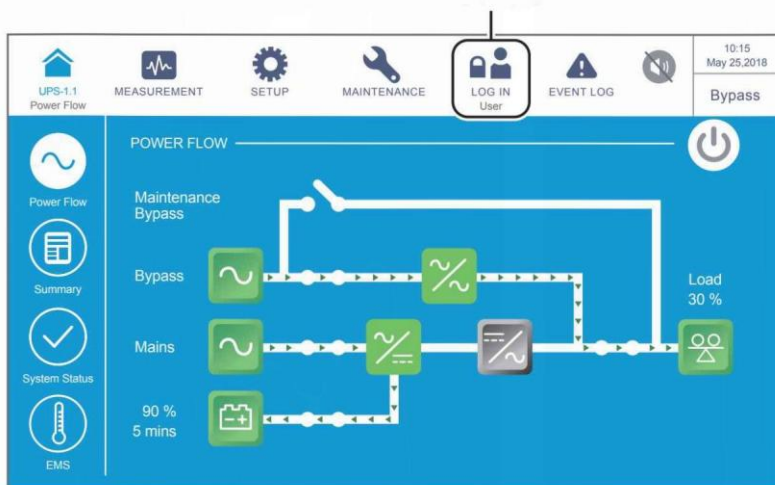 10:15
May 25,2018
UPS-1.1
Power Flow
MEASUREMENT
SETUP
MAINTENANCE
LOG IN
User
EVENT LOG
Bypass
POWER FLOW
Power Flow
Maintenance
Bypass
Summary
Bypass
Load
30 %
Mains
System Status
90 %
5 mins
EMS